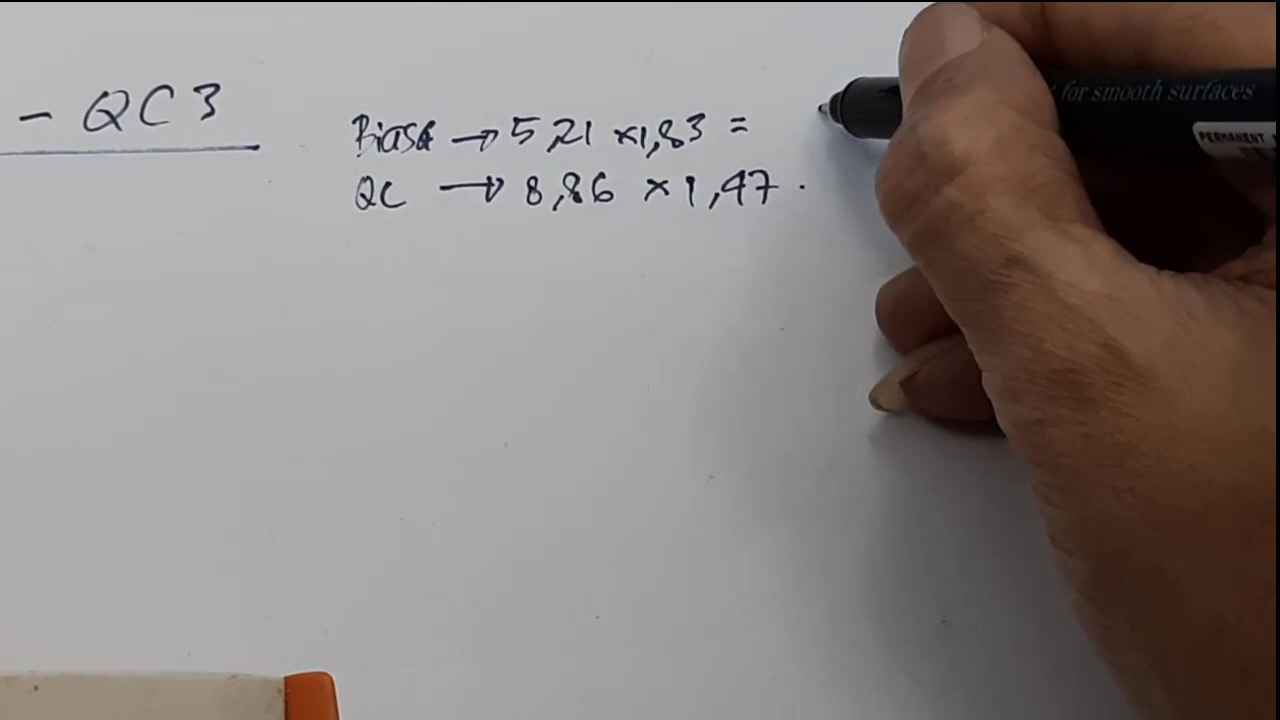 - QC 3
Biasa → 5,21 × 1,83 =
QC → 8,86 × 1,47 .
for smooth surfaces
PERMANENT